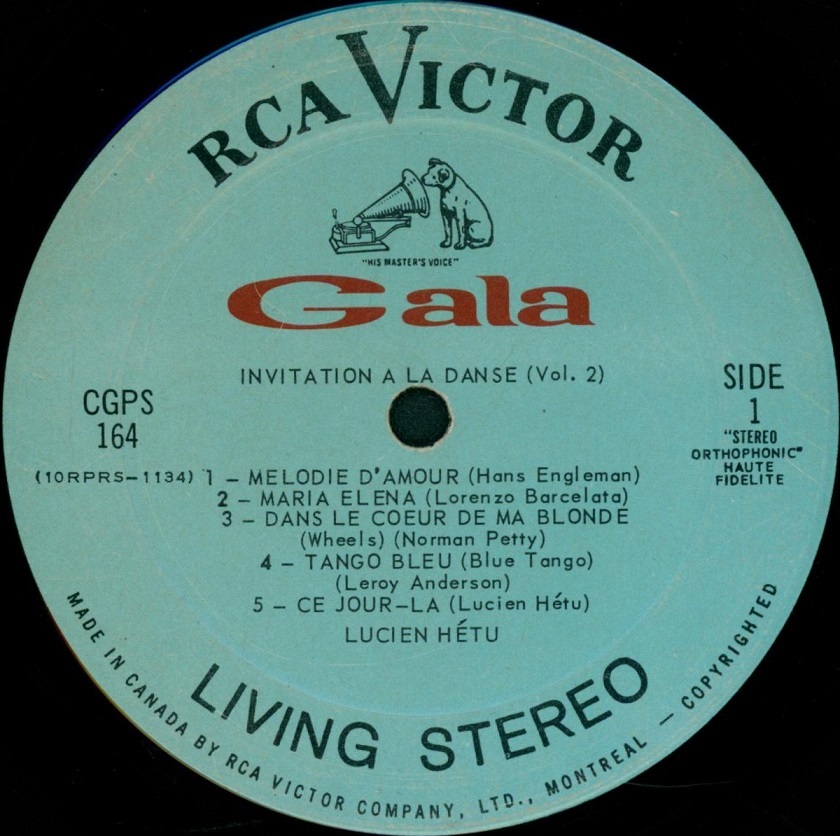 RCA VICTOR
"HIS MASTER'S VOICE"
Gala
INVITATION A LA DANSE (Vol. 2)
CGPS
164
(10RPRS-1134)
SIDE
1
"STEREO
ORTHOPHONIC"
HAUTE
FIDELITE
1 – MELODIE D'AMOUR (Hans Engleman)
2 – MARIA ELENA (Lorenzo Barcelata)
3 – DANS LE COEUR DE MA BLONDE
(Wheels) (Norman Petty)
4 – TANGO BLEU (Blue Tango)
(Leroy Anderson)
5 – CE JOUR-LA (Lucien Hétu)
LUCIEN HÉTU
LIVING STEREO
MADE IN CANADA BY RCA VICTOR COMPANY, LTD., MONTREAL — COPYRIGHTED